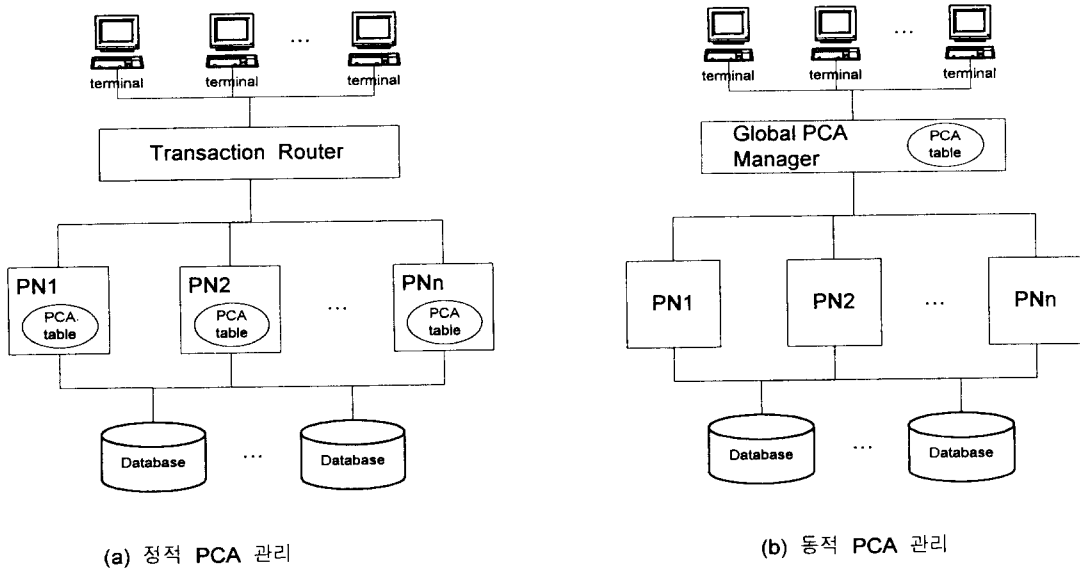 ...
terminal
terminal
terminal
Transaction Router
PN1
PCA.
table
PN2
PCA
table
...
PNn
PCA
table
Database
...
Database
(a) 정적 PCA 관리
...
terminal
terminal
terminal
Global PCA
Manager
PCA
table
PN1
PN2
...
PNn
Database
...
Database
(b) 동적 PCA 관리